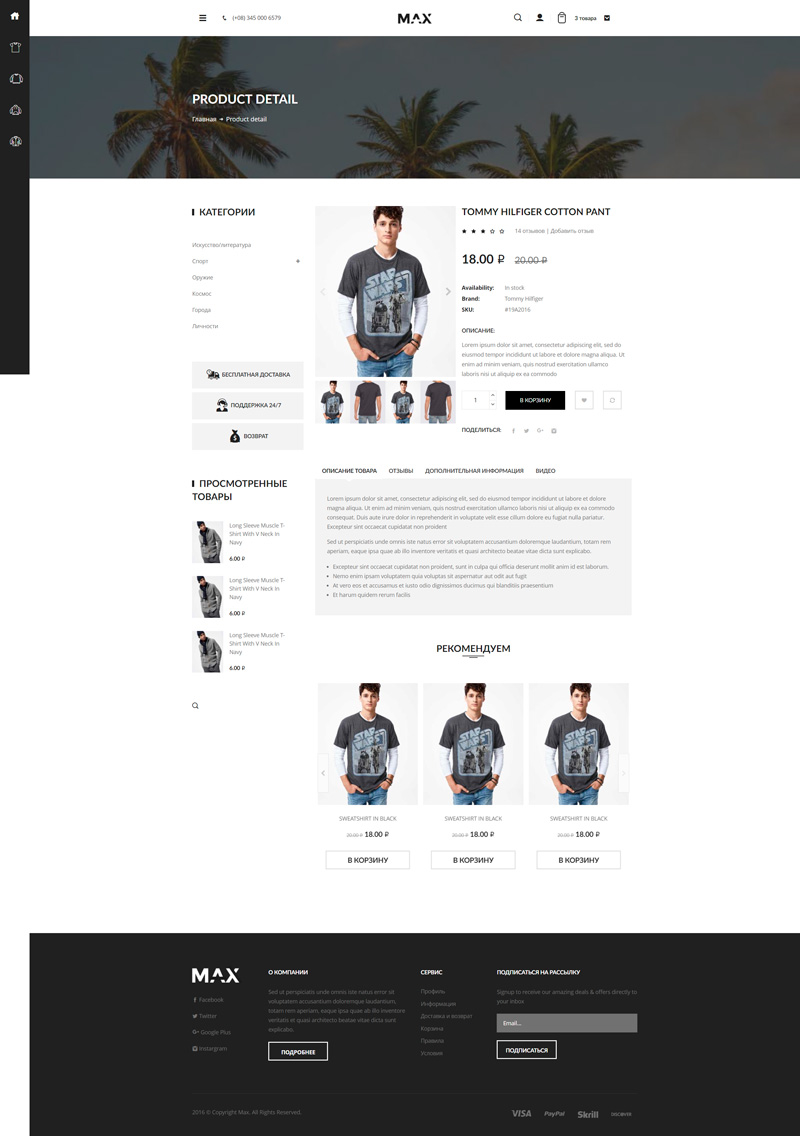 (+08) 345 000 6579
MAX
3 товара
PRODUCT DETAIL
Главная → Product detail
КАТЕГОРИИ
Искусство/литература
Спорт +
Оружие
Космос
Города
Личности
БЕСПЛАТНАЯ ДОСТАВКА
ПОДДЕРЖКА 24/7
ВОЗВРАТ
ПРОСМОТРЕННЫЕ
ТОВАРЫ
Long Sleeve Muscle T-
Shirt With V Neck In
Navy
6.00 ₽
Long Sleeve Muscle T-
Shirt With V Neck In
Navy
6.00 ₽
Long Sleeve Muscle T-
Shirt With V Neck In
Navy
6.00 ₽
STAR
WARS
TOMMY HILFIGER COTTON PANT
14 отзывов | Добавить отзыв
18.00 ₽ 20.00 ₽
Availability: In stock
Brand: Tommy Hilfiger
SKU: #19A2016
ОПИСАНИЕ:
Lorem ipsum dolor sit amet, consectetur adipiscing elit, sed do
eiusmod tempor incididunt ut labore et dolore magna aliqua. Ut
enim ad minim veniam, quis nostrud exercitation ullamco
laboris nisi ut aliquip ex ea commodo
1
В КОРЗИНУ
ПОДЕЛИТЬСЯ:
ОПИСАНИЕ ТОВАРА ОТЗЫВЫ ДОПОЛНИТЕЛЬНАЯ ИНФОРМАЦИЯ ВИДЕО
Lorem ipsum dolor sit amet, consectetur adipiscing elit, sed do eiusmod tempor incididunt ut labore et dolore
magna aliqua. Ut enim ad minim veniam, quis nostrud exercitation ullamco laboris nisi ut aliquip ex ea commodo
consequat. Duis aute irure dolor in reprehenderit in voluptate velit esse cillum dolore eu fugiat nulla pariatur.
Excepteur sint occaecat cupidatat non proident
Sed ut perspiciatis unde omnis iste natus error sit voluptatem accusantium doloremque laudantium, totam rem
aperiam, eaque ipsa quae ab illo inventore veritatis et quasi architecto beatae vitae dicta sunt explicabo.
• Excepteur sint occaecat cupidatat non proident, sunt in culpa qui officia deserunt mollit anim id est laborum.
• Nemo enim ipsam voluptatem quia voluptas sit aspernatur aut odit aut fugit
• At vero eos et accusamus et iusto odio dignissimos ducimus qui blanditiis praesentium
• Et harum quidem rerum facilis
РЕКОМЕНДУЕМ
STAR
WARS
STAR
WARS
STAR
WARS
SWEATSHIRT IN BLACK SWEATSHIRT IN BLACK SWEATSHIRT IN BLACK
20.00 ₽ 18.00 ₽ 20.00 ₽ 18.00 ₽ 20.00 ₽ 18.00 ₽
В КОРЗИНУ В КОРЗИНУ В КОРЗИНУ
MAX
Facebook
Twitter
Google Plus
Instargram
О КОМПАНИИ
Sed ut perspiciatis unde omnis iste natus error sit
voluptatem accusantium doloremque laudantium,
totam rem aperiam, eaque ipsa quae ab illo inventore
veritatis et quasi architecto beatae vitae dicta sunt
explicabo.
ПОДРОБНЕЕ
СЕРВИС
Профиль
Информация
Доставка и возврат
Корзина
Правила
Условия
ПОДПИСАТЬСЯ НА РАССЫЛКУ
Signup to receive our amazing deals & offers directly to
your inbox
Email...
ПОДПИСАТЬСЯ
2016 © Copyright Max. All Rights Reserved.
VISA PayPal Skrill DISCOVER